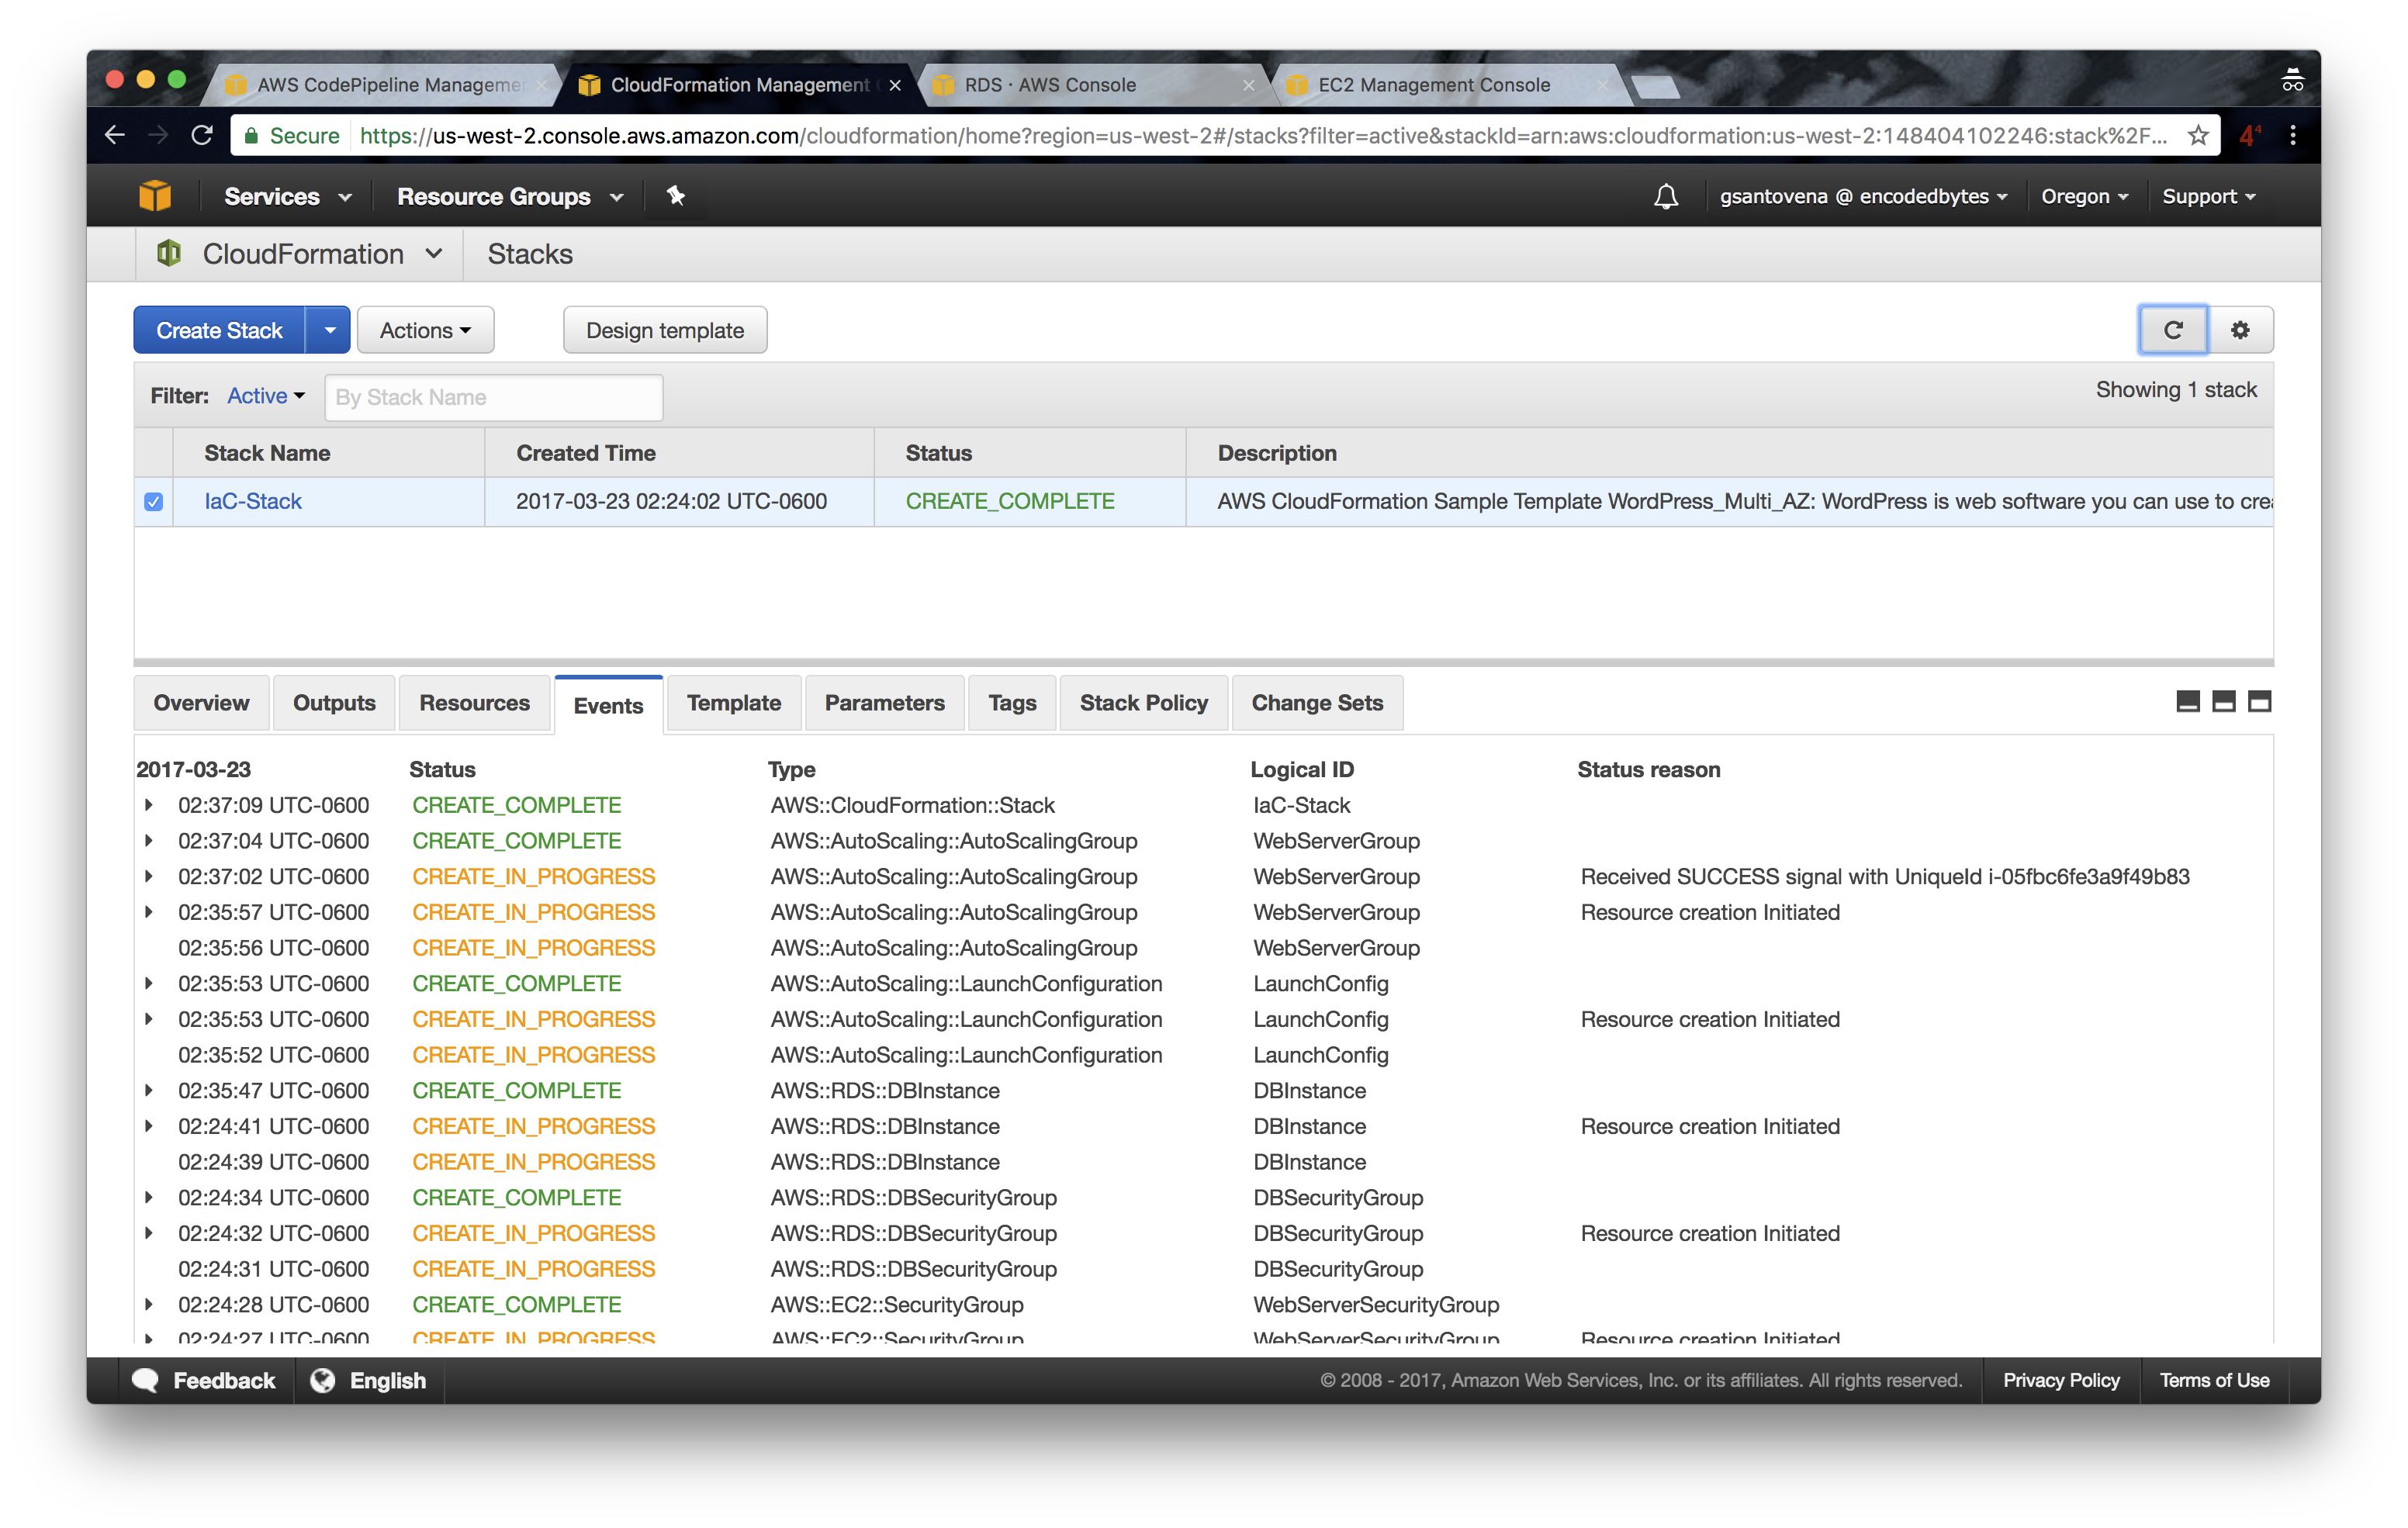 AWS CodePipeline Manageme
CloudFormation Management
RDS · AWS Console
EC2 Management Console
Secure https://us-west-2.console.aws.amazon.com/cloudformation/home?region=us-west-2#/stacks?filter=active&stackId=arn:aws:cloudformation:us-west-2:148404102246:stack%2F...
Services Resource Groups gsantovena @ encodedbytes Oregon Support
CloudFormation Stacks
Create Stack Actions Design template
Filter: Active By Stack Name Showing 1 stack
Stack Name Created Time Status Description
IaC-Stack 2017-03-23 02:24:02 UTC-0600 CREATE_COMPLETE AWS CloudFormation Sample Template WordPress_Multi_AZ: WordPress is web software you can use to cre
Overview Outputs Resources Events Template Parameters Tags Stack Policy Change Sets
2017-03-23 Status Type Logical ID Status reason
02:37:09 UTC-0600 CREATE_COMPLETE AWS::CloudFormation::Stack IaC-Stack
02:37:04 UTC-0600 CREATE_COMPLETE AWS::AutoScaling::AutoScalingGroup WebServerGroup
02:37:02 UTC-0600 CREATE_IN_PROGRESS AWS::AutoScaling::AutoScalingGroup WebServerGroup Received SUCCESS signal with UniqueId i-05fbc6fe3a9f49b83
02:35:57 UTC-0600 CREATE_IN_PROGRESS AWS::AutoScaling::AutoScalingGroup WebServerGroup Resource creation Initiated
02:35:56 UTC-0600 CREATE_IN_PROGRESS AWS::AutoScaling::AutoScalingGroup WebServerGroup
02:35:53 UTC-0600 CREATE_COMPLETE AWS::AutoScaling::LaunchConfiguration LaunchConfig
02:35:53 UTC-0600 CREATE_IN_PROGRESS AWS::AutoScaling::LaunchConfiguration LaunchConfig Resource creation Initiated
02:35:52 UTC-0600 CREATE_IN_PROGRESS AWS::AutoScaling::LaunchConfiguration LaunchConfig
02:35:47 UTC-0600 CREATE_COMPLETE AWS::RDS::DBInstance DBInstance
02:24:41 UTC-0600 CREATE_IN_PROGRESS AWS::RDS::DBInstance DBInstance Resource creation Initiated
02:24:39 UTC-0600 CREATE_IN_PROGRESS AWS::RDS::DBInstance DBInstance
02:24:34 UTC-0600 CREATE_COMPLETE AWS::RDS::DBSecurityGroup DBSecurityGroup
02:24:32 UTC-0600 CREATE_IN_PROGRESS AWS::RDS::DBSecurityGroup DBSecurityGroup Resource creation Initiated
02:24:31 UTC-0600 CREATE_IN_PROGRESS AWS::RDS::DBSecurityGroup DBSecurityGroup
02:24:28 UTC-0600 CREATE_COMPLETE AWS::EC2::SecurityGroup WebServerSecurityGroup
02:24:27 UTC-0600 CREATE_IN_PROGRESS AWS::EC2::SecurityGroup WebServerSecurityGroup Resource creation Initiated
Feedback English © 2008 - 2017, Amazon Web Services, Inc. or its affiliates. All rights reserved. Privacy Policy Terms of Use